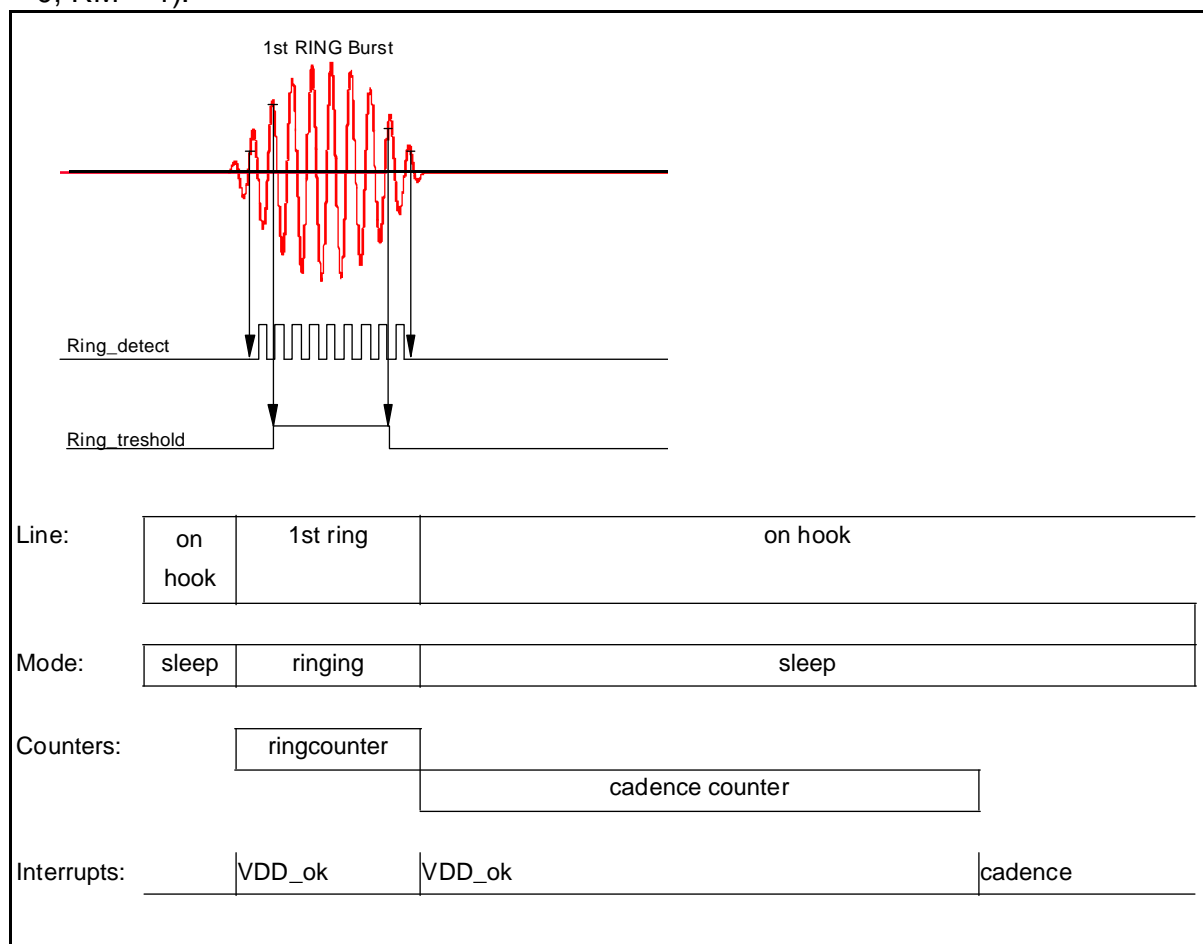 1st RING Burst
Ring_detect
Ring_treshold
Line:
on
hook
1st ring
on hook
Mode:
sleep
ringing
sleep
Counters:
ringcounter
cadence counter
Interrupts:
VDD_ok
VDD_ok
cadence